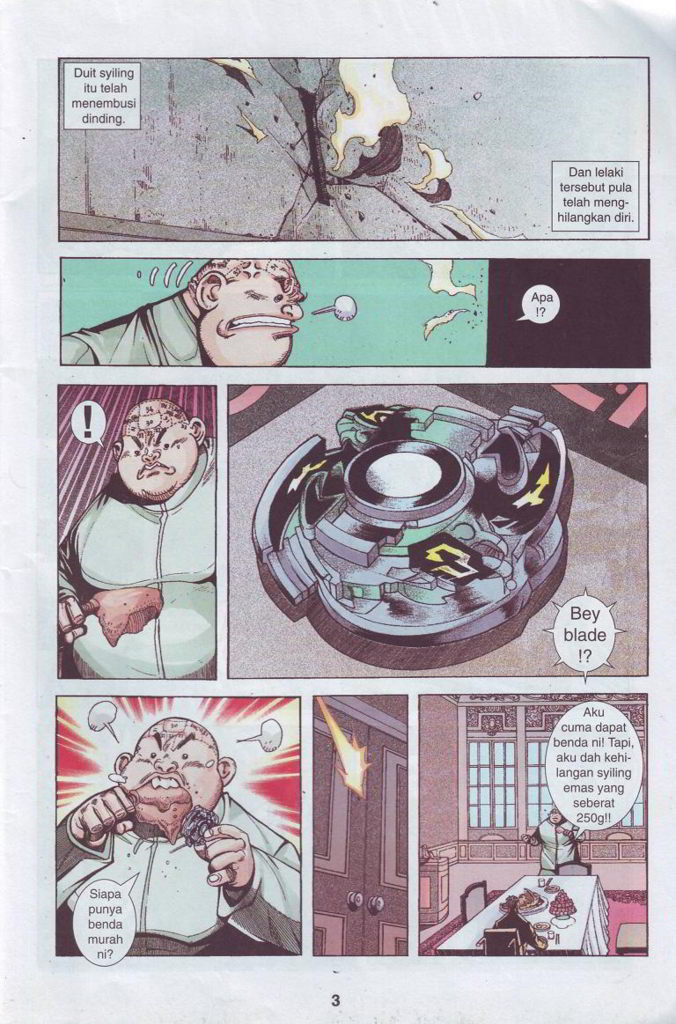 Duit syiling
itu telah
menembusi
dinding.
Dan lelaki
tersebut pula
telah meng-
hilangkan diri.
Apa
!?
!
Bey
blade
!?
Siapa
punya
benda
murah
ni?
Aku
cuma dapat
benda ni! Tapi,
aku dah kehi-
langan syiling
emas yang
seberat
250g!!
3